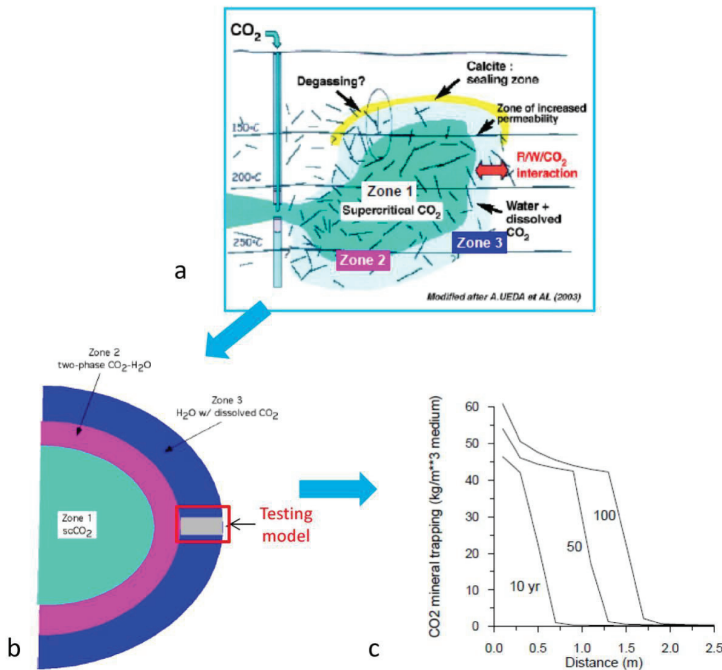 CO₂
Degassing?
Calcite :
sealing zone
Zone of increased
permeability
150°C
R/W/CO₂
interaction
200°C
Zone 1
Supercritical CO₂
Water +
dissolved
CO₂
Zone 3
250°C
Zone 2
a
Modified after A.UEDA et AL (2003)
Zone 2
two-phase CO₂-H₂O
Zone 3
H₂O w/ dissolved CO₂
Zone 1
scCO₂
Testing
model
b
CO2 mineral trapping (kg/m**3 medium)
60
50
40
30
20
10
0
100
50
10 yr
0.0 0.5 1.0 1.5 2.0 2.5
Distance (m)
c